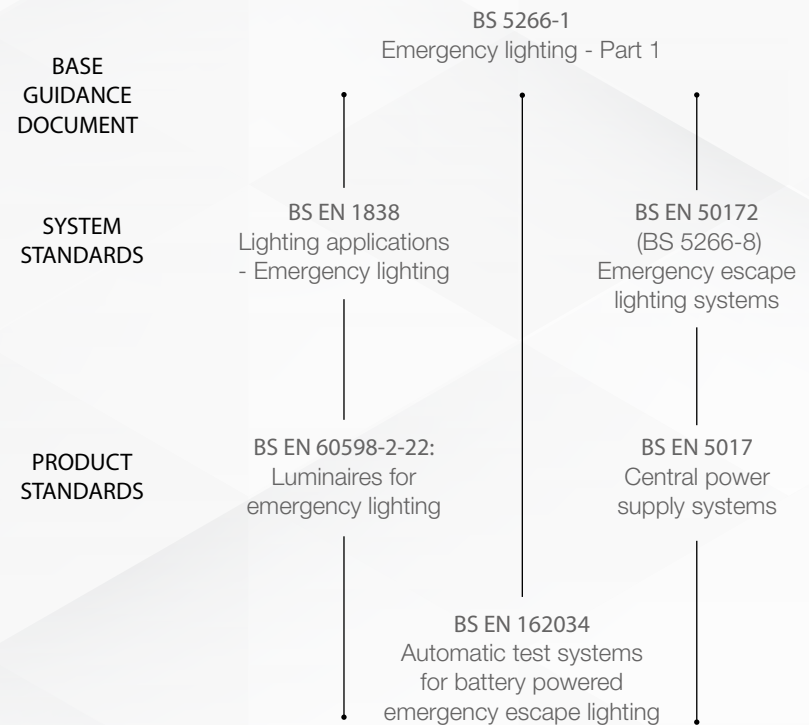 BS 5266-1
Emergency lighting - Part 1
BASE
GUIDANCE
DOCUMENT
SYSTEM
STANDARDS
BS EN 1838
Lighting applications
- Emergency lighting
BS EN 50172
(BS 5266-8)
Emergency escape
lighting systems
PRODUCT
STANDARDS
BS EN 60598-2-22:
Luminaires for
emergency lighting
BS EN 5017
Central power
supply systems
BS EN 162034
Automatic test systems
for battery powered
emergency escape lighting